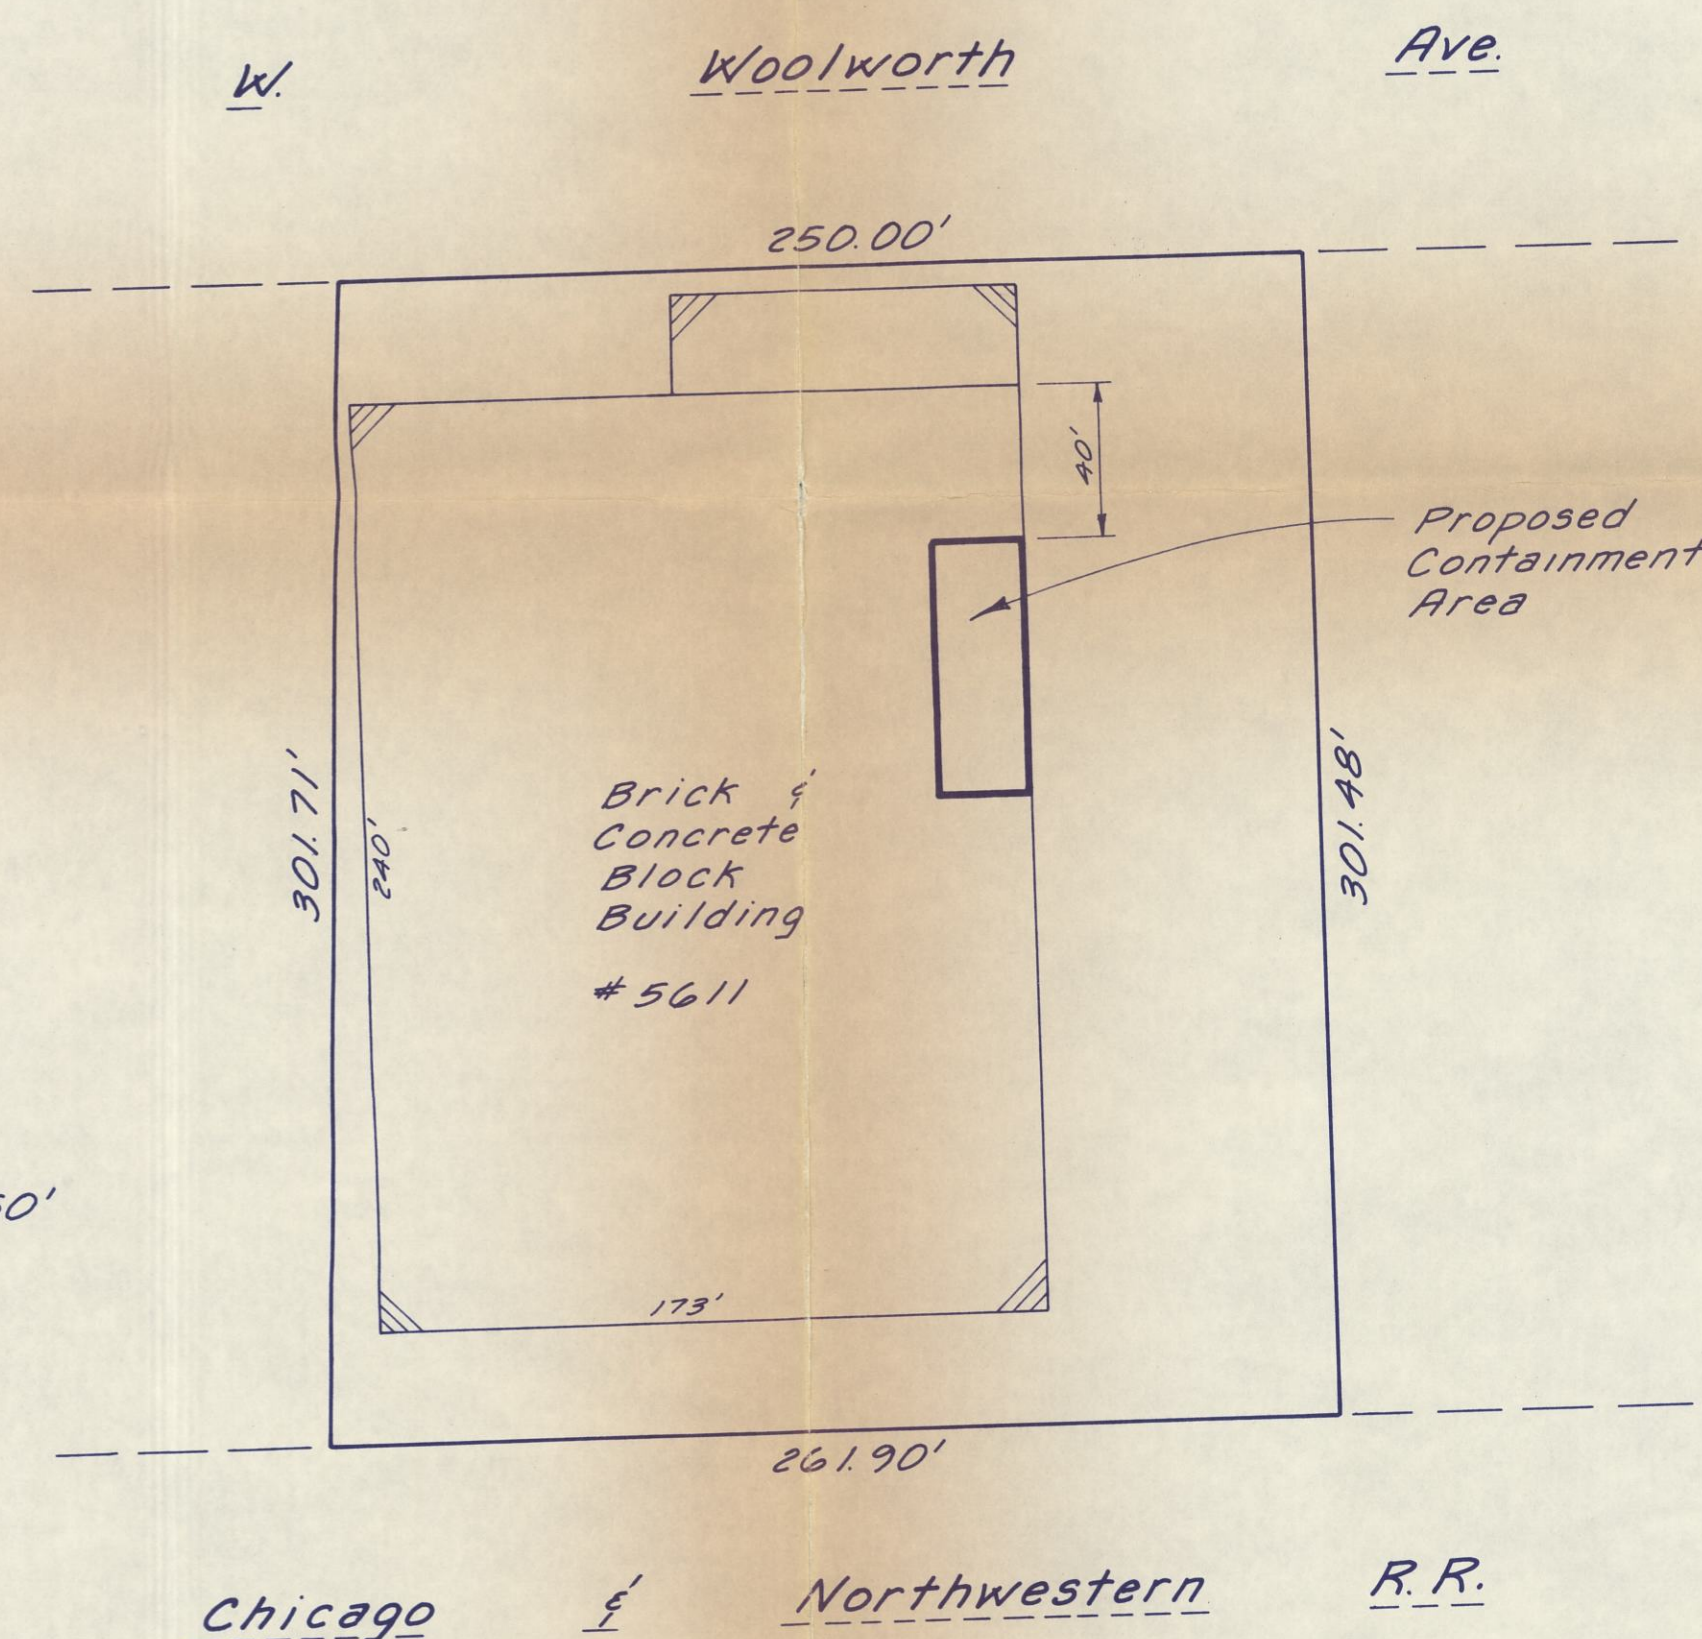 W. Woolworth Ave.
250.00'
40'
Proposed
Containment
Area
301.71'
240'
Brick &
Concrete
Block
Building
#5611
301.48'
0'
173'
261.90'
Chicago & Northwestern R.R.